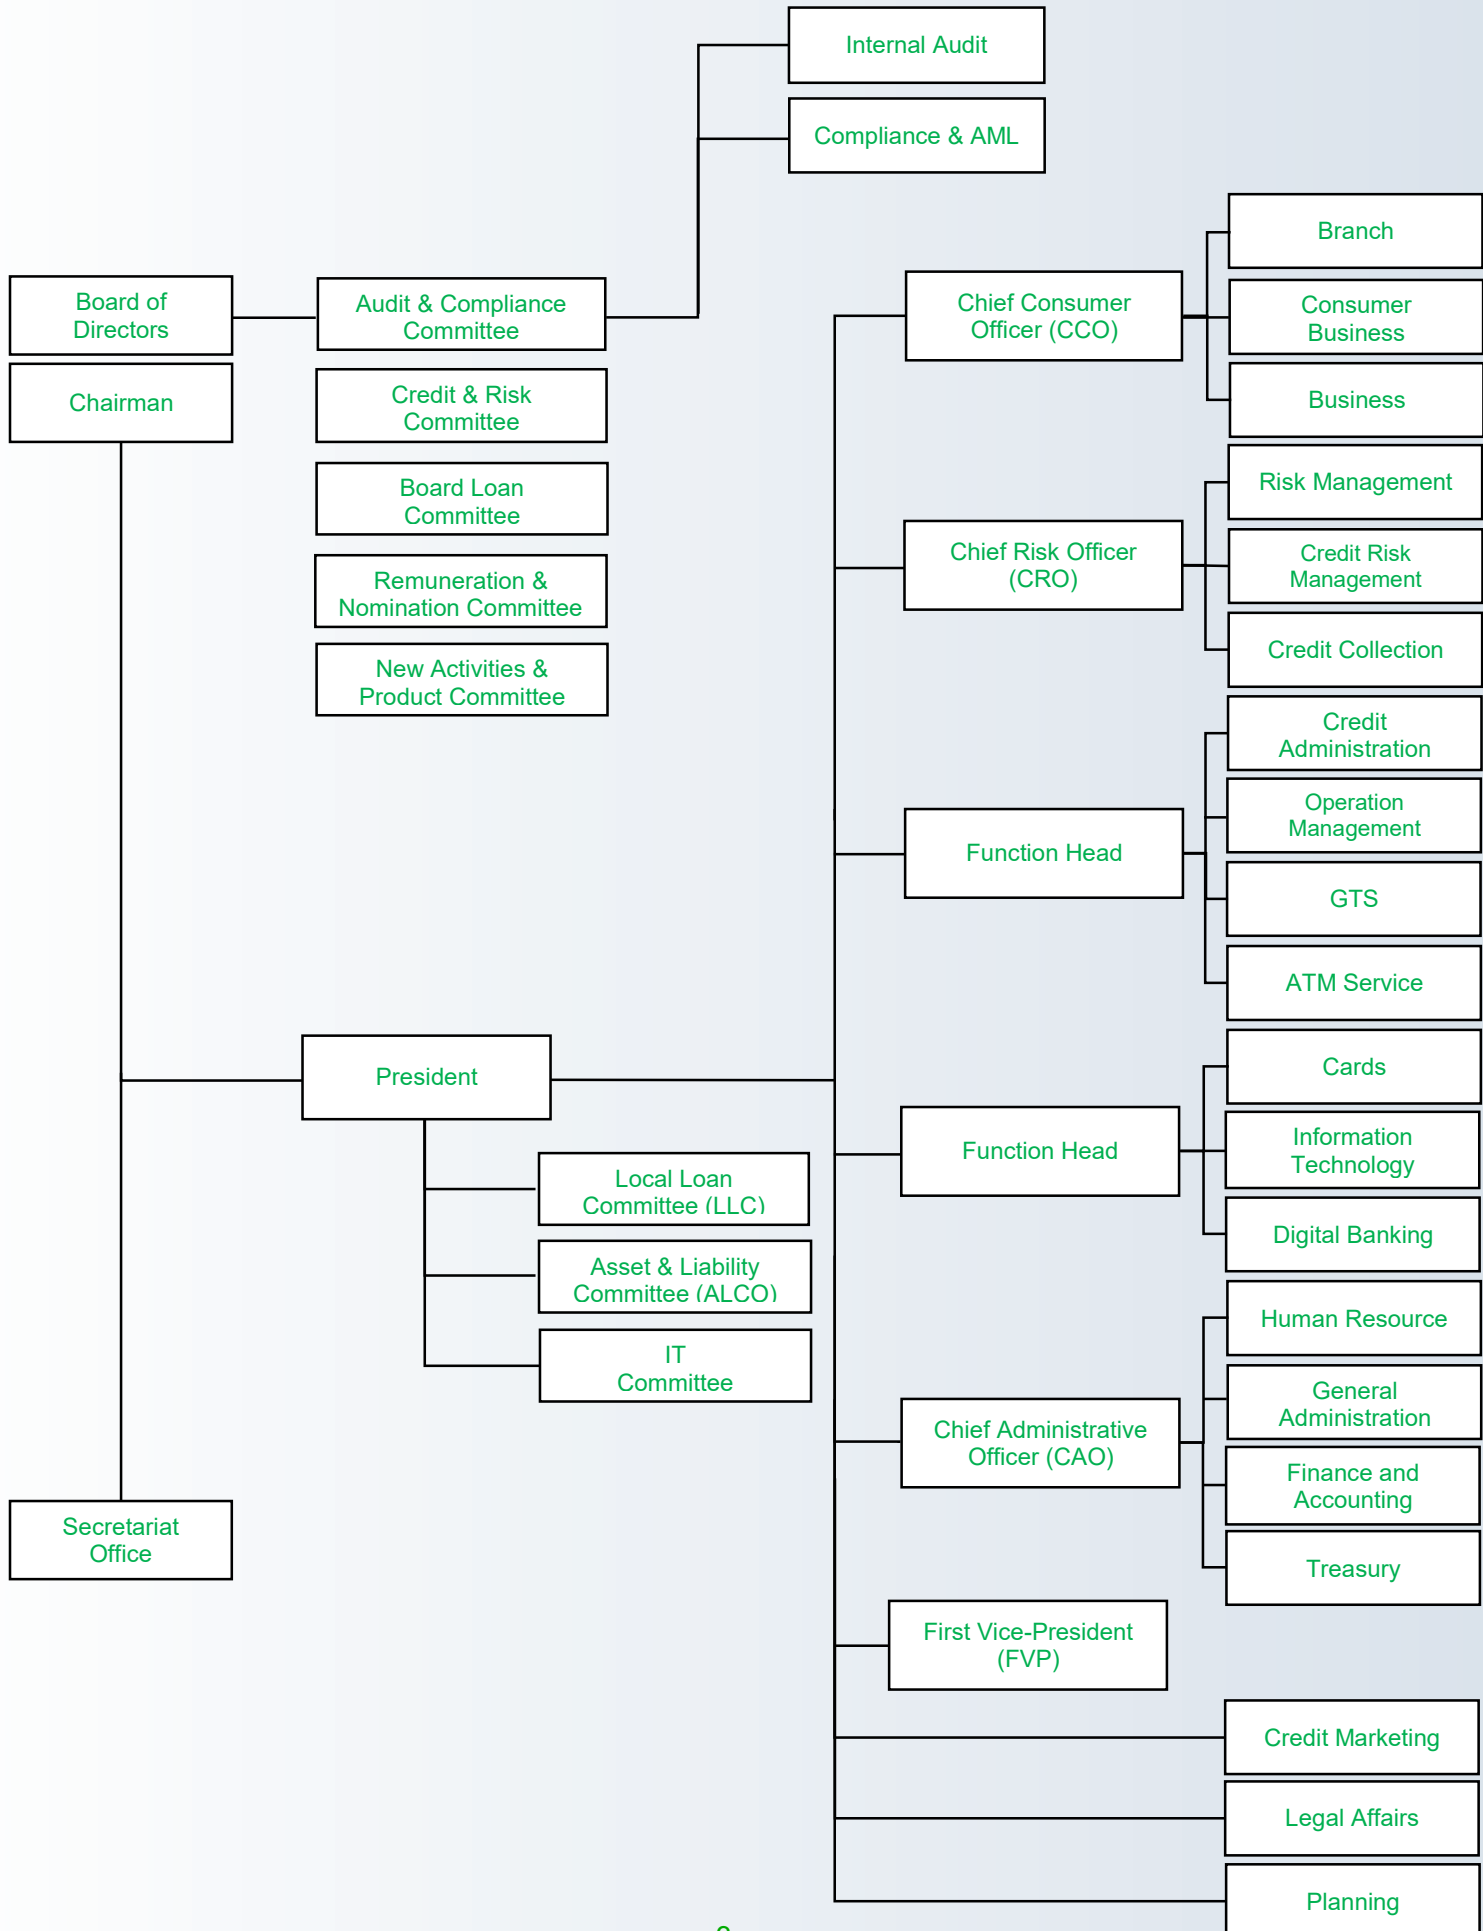 Internal Audit
Compliance & AML
Board of
Directors
Chairman
Audit & Compliance
Committee
Credit & Risk
Committee
Board Loan
Committee
Remuneration &
Nomination Committee
New Activities &
Product Committee
Chief Consumer
Officer (CCO)
Branch
Consumer
Business
Business
Chief Risk Officer
(CRO)
Risk Management
Credit Risk
Management
Credit Collection
Function Head
Credit
Administration
Operation
Management
GTS
ATM Service
President
Local Loan
Committee (LLC)
Asset & Liability
Committee (ALCO)
IT
Committee
Function Head
Cards
Information
Technology
Digital Banking
Chief Administrative
Officer (CAO)
Human Resource
General
Administration
Finance and
Accounting
Treasury
Secretariat
Office
First Vice-President
(FVP)
Credit Marketing
Legal Affairs
Planning